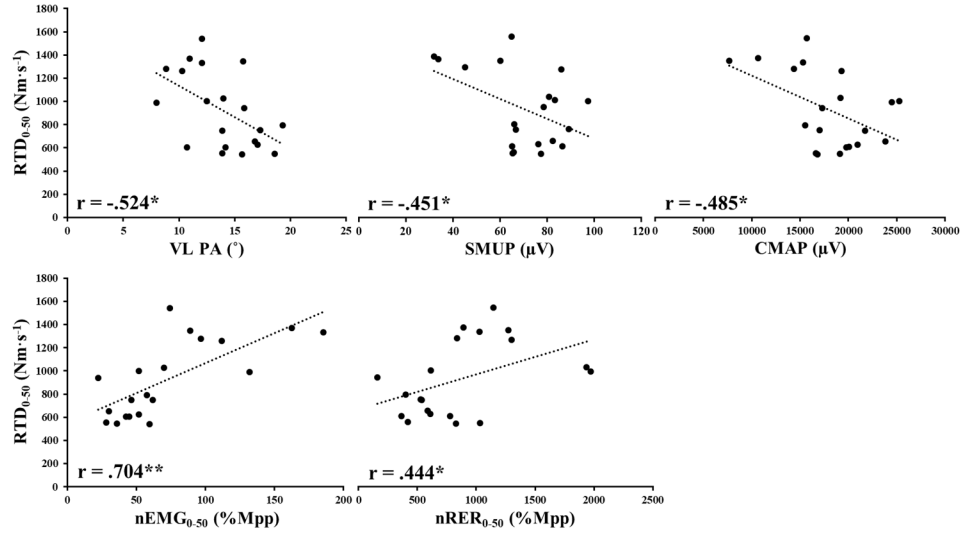 1800
1600
1400
1200
1000
800
600
400
200
0
RTD0-50 (Nm·s-1)
r = -.524*
0 5 10 15 20 25
VL PA (°)
r = -.451*
0 20 40 60 80 100 120
SMUP (μV)
r = -.485*
0 5000 10000 15000 20000 25000 30000
CMAP (μV)
1800
1600
1400
1200
1000
800
600
400
200
0
RTD0-50 (Nm·s-1)
r = .704**
0 50 100 150 200
nEMG0-50 (%Mpp)
r = .444*
0 500 1000 1500 2000 2500
nRER0-50 (%Mpp)